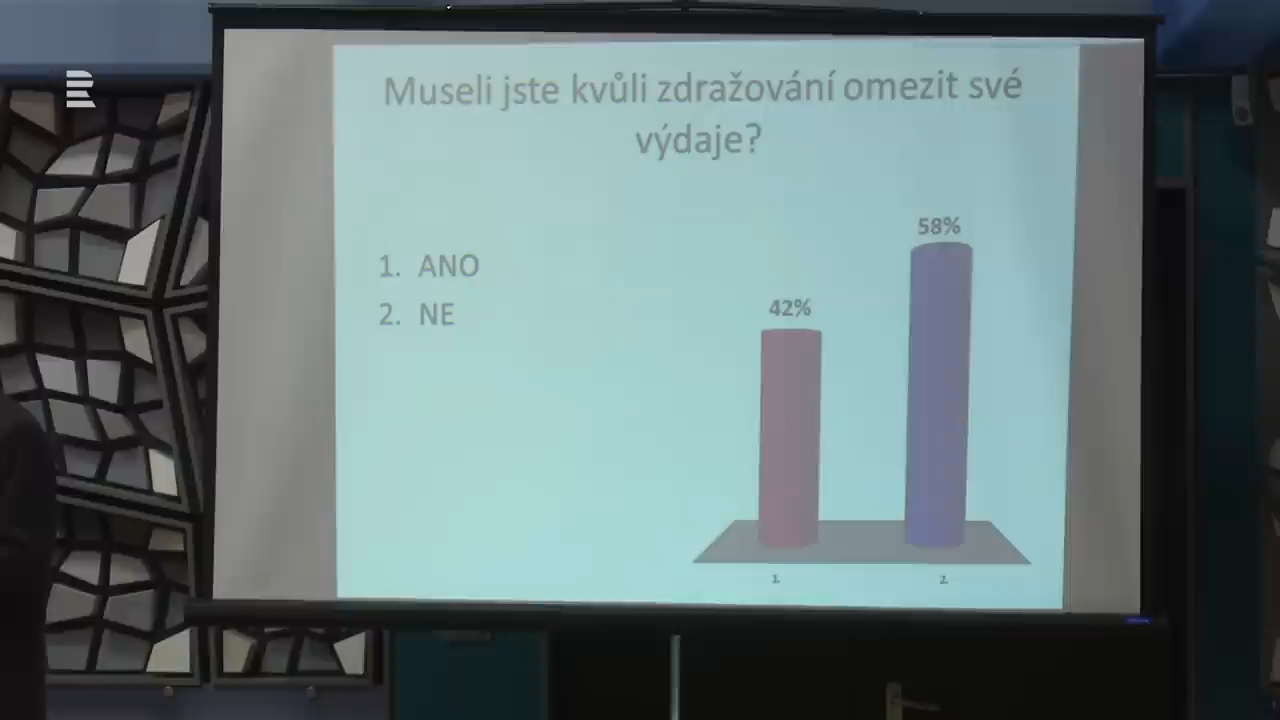 Museli jste kvůli zdražování omezit své
výdaje?
58%
1. ANO
42%
2. NE
1.
2.